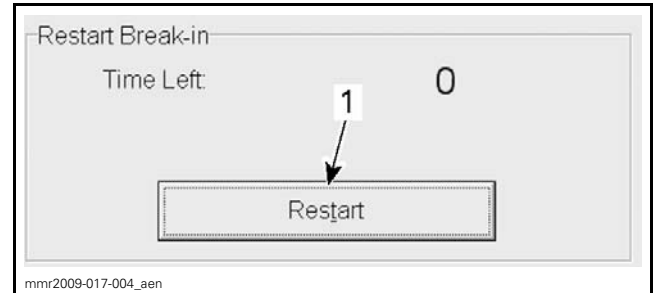 Restart Break-in
Time Left: 0
1
Restart
mmr2009-017-004_aen